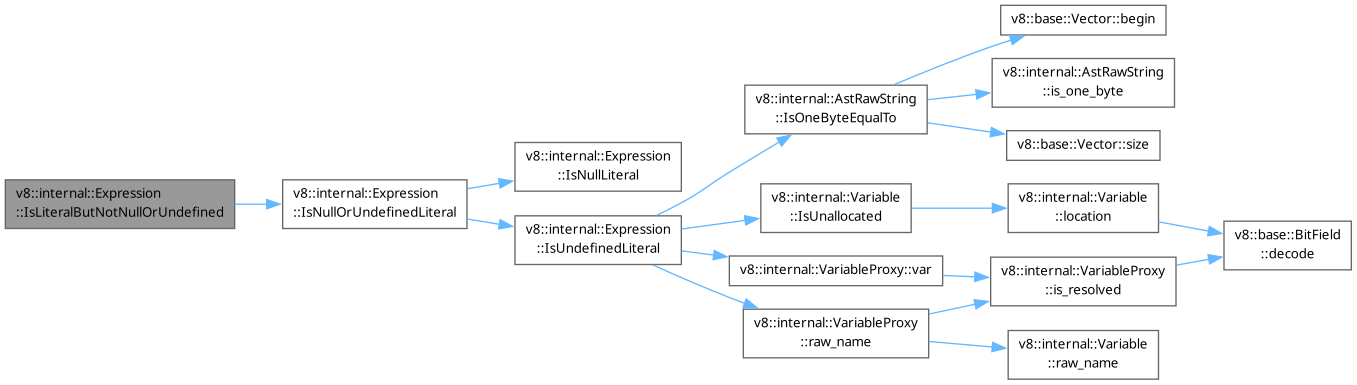 v8::internal::Expression
::IsLiteralButNotNullOrUndefined
v8::internal::Expression
::IsNullOrUndefinedLiteral
v8::internal::Expression
::IsNullLiteral
v8::internal::Expression
::IsUndefinedLiteral
v8::internal::AstRawString
::IsOneByteEqualTo
v8::internal::Variable
::IsUnallocated
v8::internal::VariableProxy::var
v8::internal::VariableProxy
::raw_name
v8::base::Vector::begin
v8::internal::AstRawString
::is_one_byte
v8::base::Vector::size
v8::internal::Variable
::location
v8::internal::VariableProxy
::is_resolved
v8::internal::Variable
::raw_name
v8::base::BitField
::decode